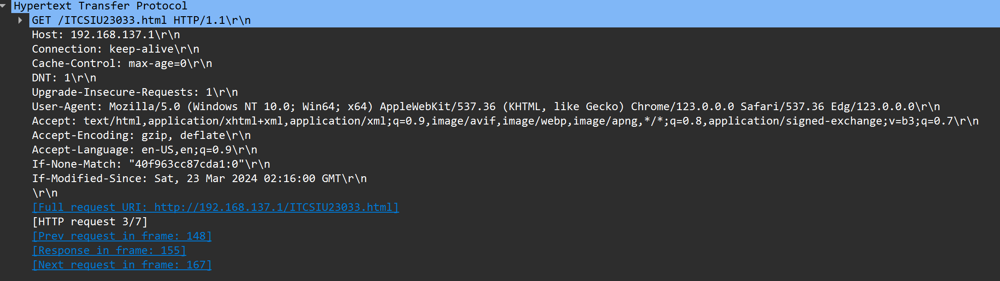 Hypertext Transfer Protocol
GET /ITCSIU23033.html HTTP/1.1\r\n
Host: 192.168.137.1\r\n
Connection: keep-alive\r\n
Cache-Control: max-age=0\r\n
DNT: 1\r\n
Upgrade-Insecure-Requests: 1\r\n
User-Agent: Mozilla/5.0 (Windows NT 10.0; Win64; x64) AppleWebKit/537.36 (KHTML, like Gecko) Chrome/123.0.0.0 Safari/537.36 Edg/123.0.0.0\r\n
Accept: text/html,application/xhtml+xml,application/xml;q=0.9,image/avif,image/webp,image/apng,*/*;q=0.8,application/signed-exchange;v=b3;q=0.7\r\n
Accept-Encoding: gzip, deflate\r\n
Accept-Language: en-US,en;q=0.9\r\n
If-None-Match: "40f963cc87cda1:0"\r\n
If-Modified-Since: Sat, 23 Mar 2024 02:16:00 GMT\r\n
\r\n
[Full request URI: http://192.168.137.1/ITCSIU23033.html]
[HTTP request 3/7]
[Prev request in frame: 148]
[Response in frame: 155]
[Next request in frame: 167]